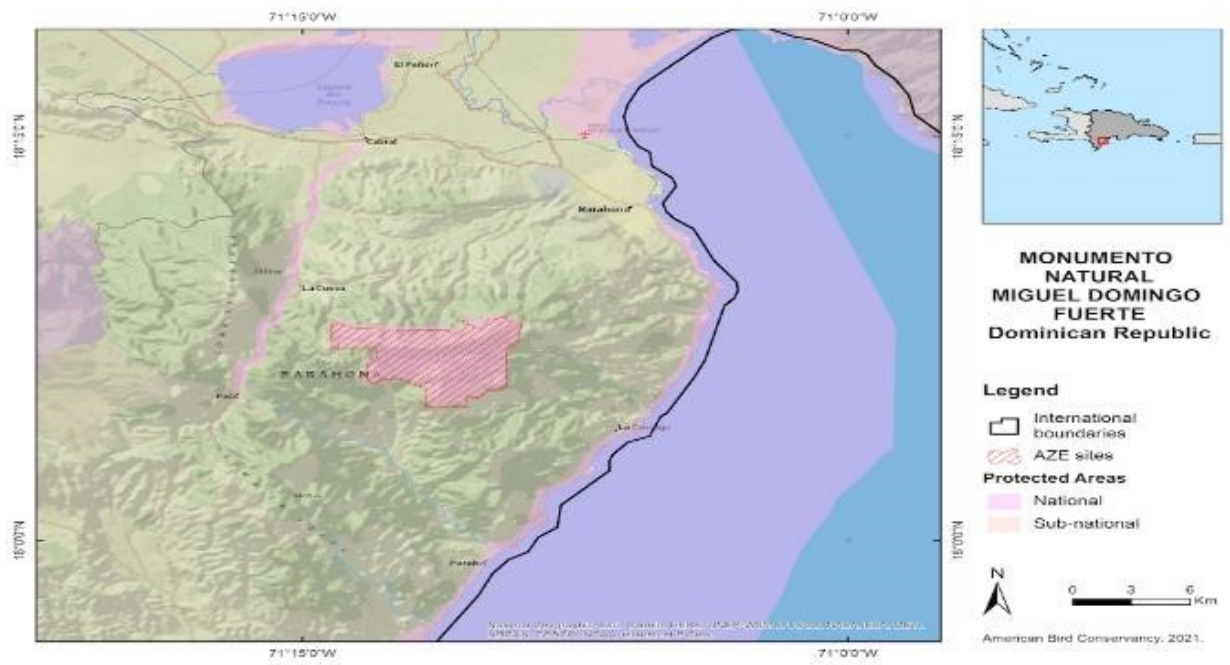 71°15'0"W
71°0'0"W
El Peñón
Cabral
Barahona
La Cueva
BARAHONA
Polo
La Ciénaga
18°15'0"N
18°0'0"N
18°15'0"N
18°0'0"N
71°15'0"W
71°0'0"W
MONUMENTO
NATURAL
MIGUEL DOMINGO
FUERTE
Dominican Republic
Legend
International
boundaries
AZE sites
Protected Areas
National
Sub-national
N
0 3 6
Km
American Bird Conservancy. 2021.